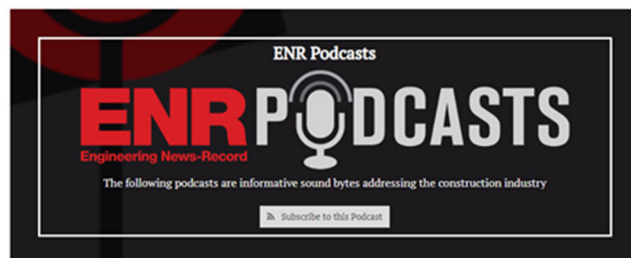 ENR Podcasts
ENR PODCASTS
Engineering News-Record
The following podcasts are informative sound bytes addressing the construction industry
Subscribe to this Podcast